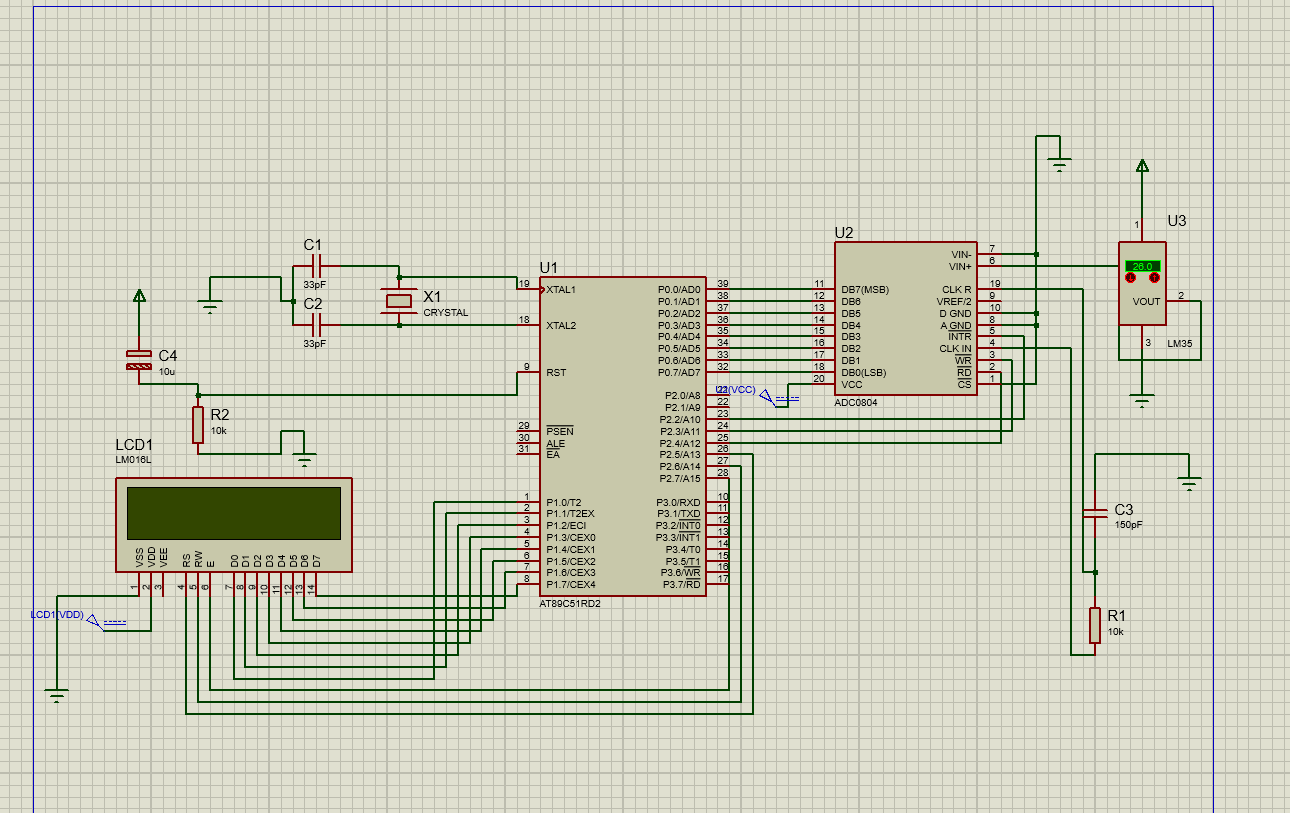 C1
33pF
C2
33pF
X1
CRYSTAL
C4
10u
R2
10k
LCD1
LM016L
VSS
VDD
VEE
RS
RW
E
D0
D1
D2
D3
D4
D5
D6
D7
1
2
3
4
5
6
7
8
9
10
11
12
13
14
LCD1(VDD)
U1
19 XTAL1
18 XTAL2
9 RST
29 PSEN
30 ALE
31 EA
1 P1.0/T2
2 P1.1/T2EX
3 P1.2/ECI
4 P1.3/CEX0
5 P1.4/CEX1
6 P1.5/CEX2
7 P1.6/CEX3
8 P1.7/CEX4
P0.0/AD0 39
P0.1/AD1 38
P0.2/AD2 37
P0.3/AD3 36
P0.4/AD4 35
P0.5/AD5 34
P0.6/AD6 33
P0.7/AD7 32
P2.0/A8
P2.1/A9 22
P2.2/A10 23
P2.3/A11 24
P2.4/A12 25
P2.5/A13 26
P2.6/A14 27
P2.7/A15 28
P3.0/RXD 10
P3.1/TXD 11
P3.2/INT0 12
P3.3/INT1 13
P3.4/T0 14
P3.5/T1 15
P3.6/WR 16
P3.7/RD 17
AT89C51RD2
U2(VCC)
U2
11 DB7(MSB)
12 DB6
13 DB5
14 DB4
15 DB3
16 DB2
17 DB1
18 DB0(LSB)
20 VCC
VIN- 7
VIN+ 6
CLK R 19
VREF/2 9
D GND 10
A GND 8
INTR 5
CLK IN 4
WR 3
RD 2
CS 1
ADC0804
U3
1
26.0
VOUT 2
3
LM35
C3
150pF
R1
10k